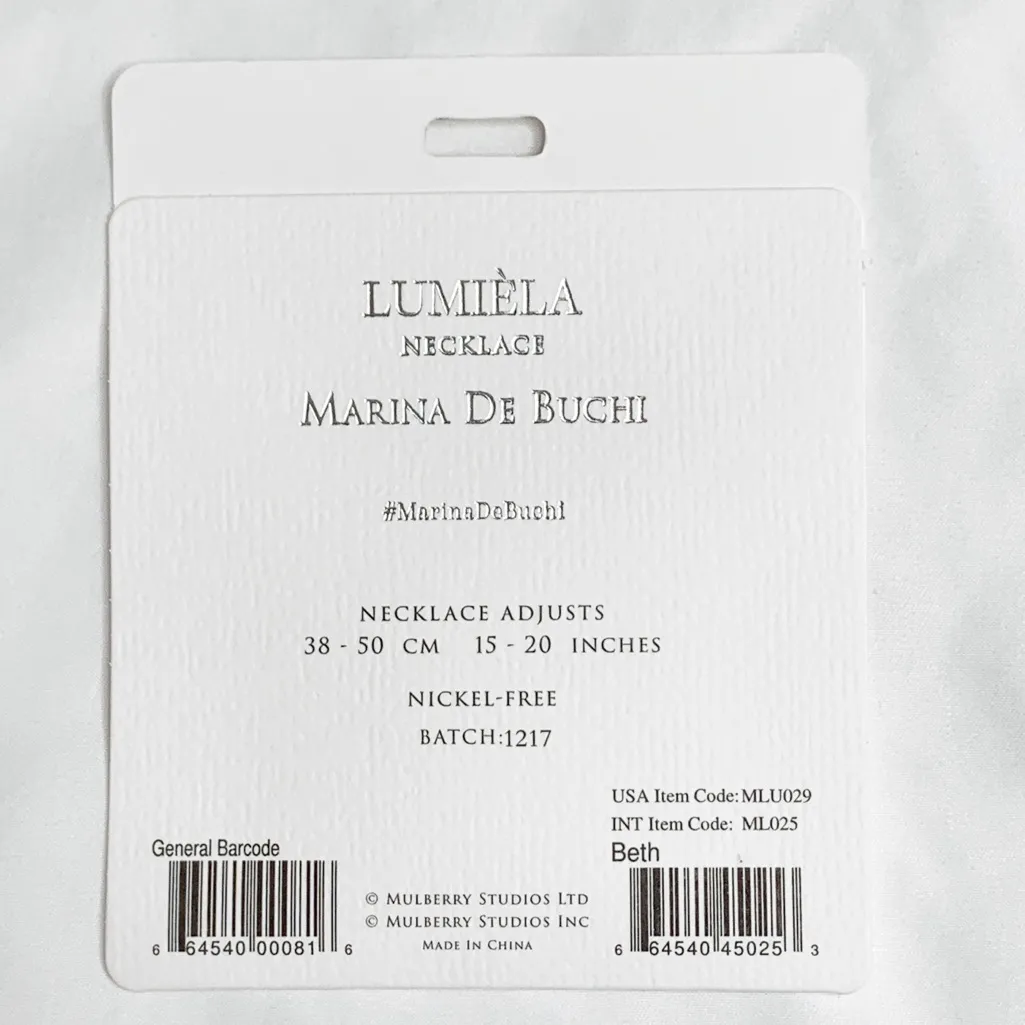 LUMIÈLA
NECKLACE
MARINA DE BUCHI
#MarinaDeBuchi
NECKLACE ADJUSTS
38 - 50 CM 15 - 20 INCHES
NICKEL-FREE
BATCH:1217
USA Item Code:MLU029
INT Item Code: ML025
General Barcode
Beth
© MULBERRY STUDIOS LTD
© MULBERRY STUDIOS INC
MADE IN CHINA
6 64540 00081 6
6 64540 45025 3